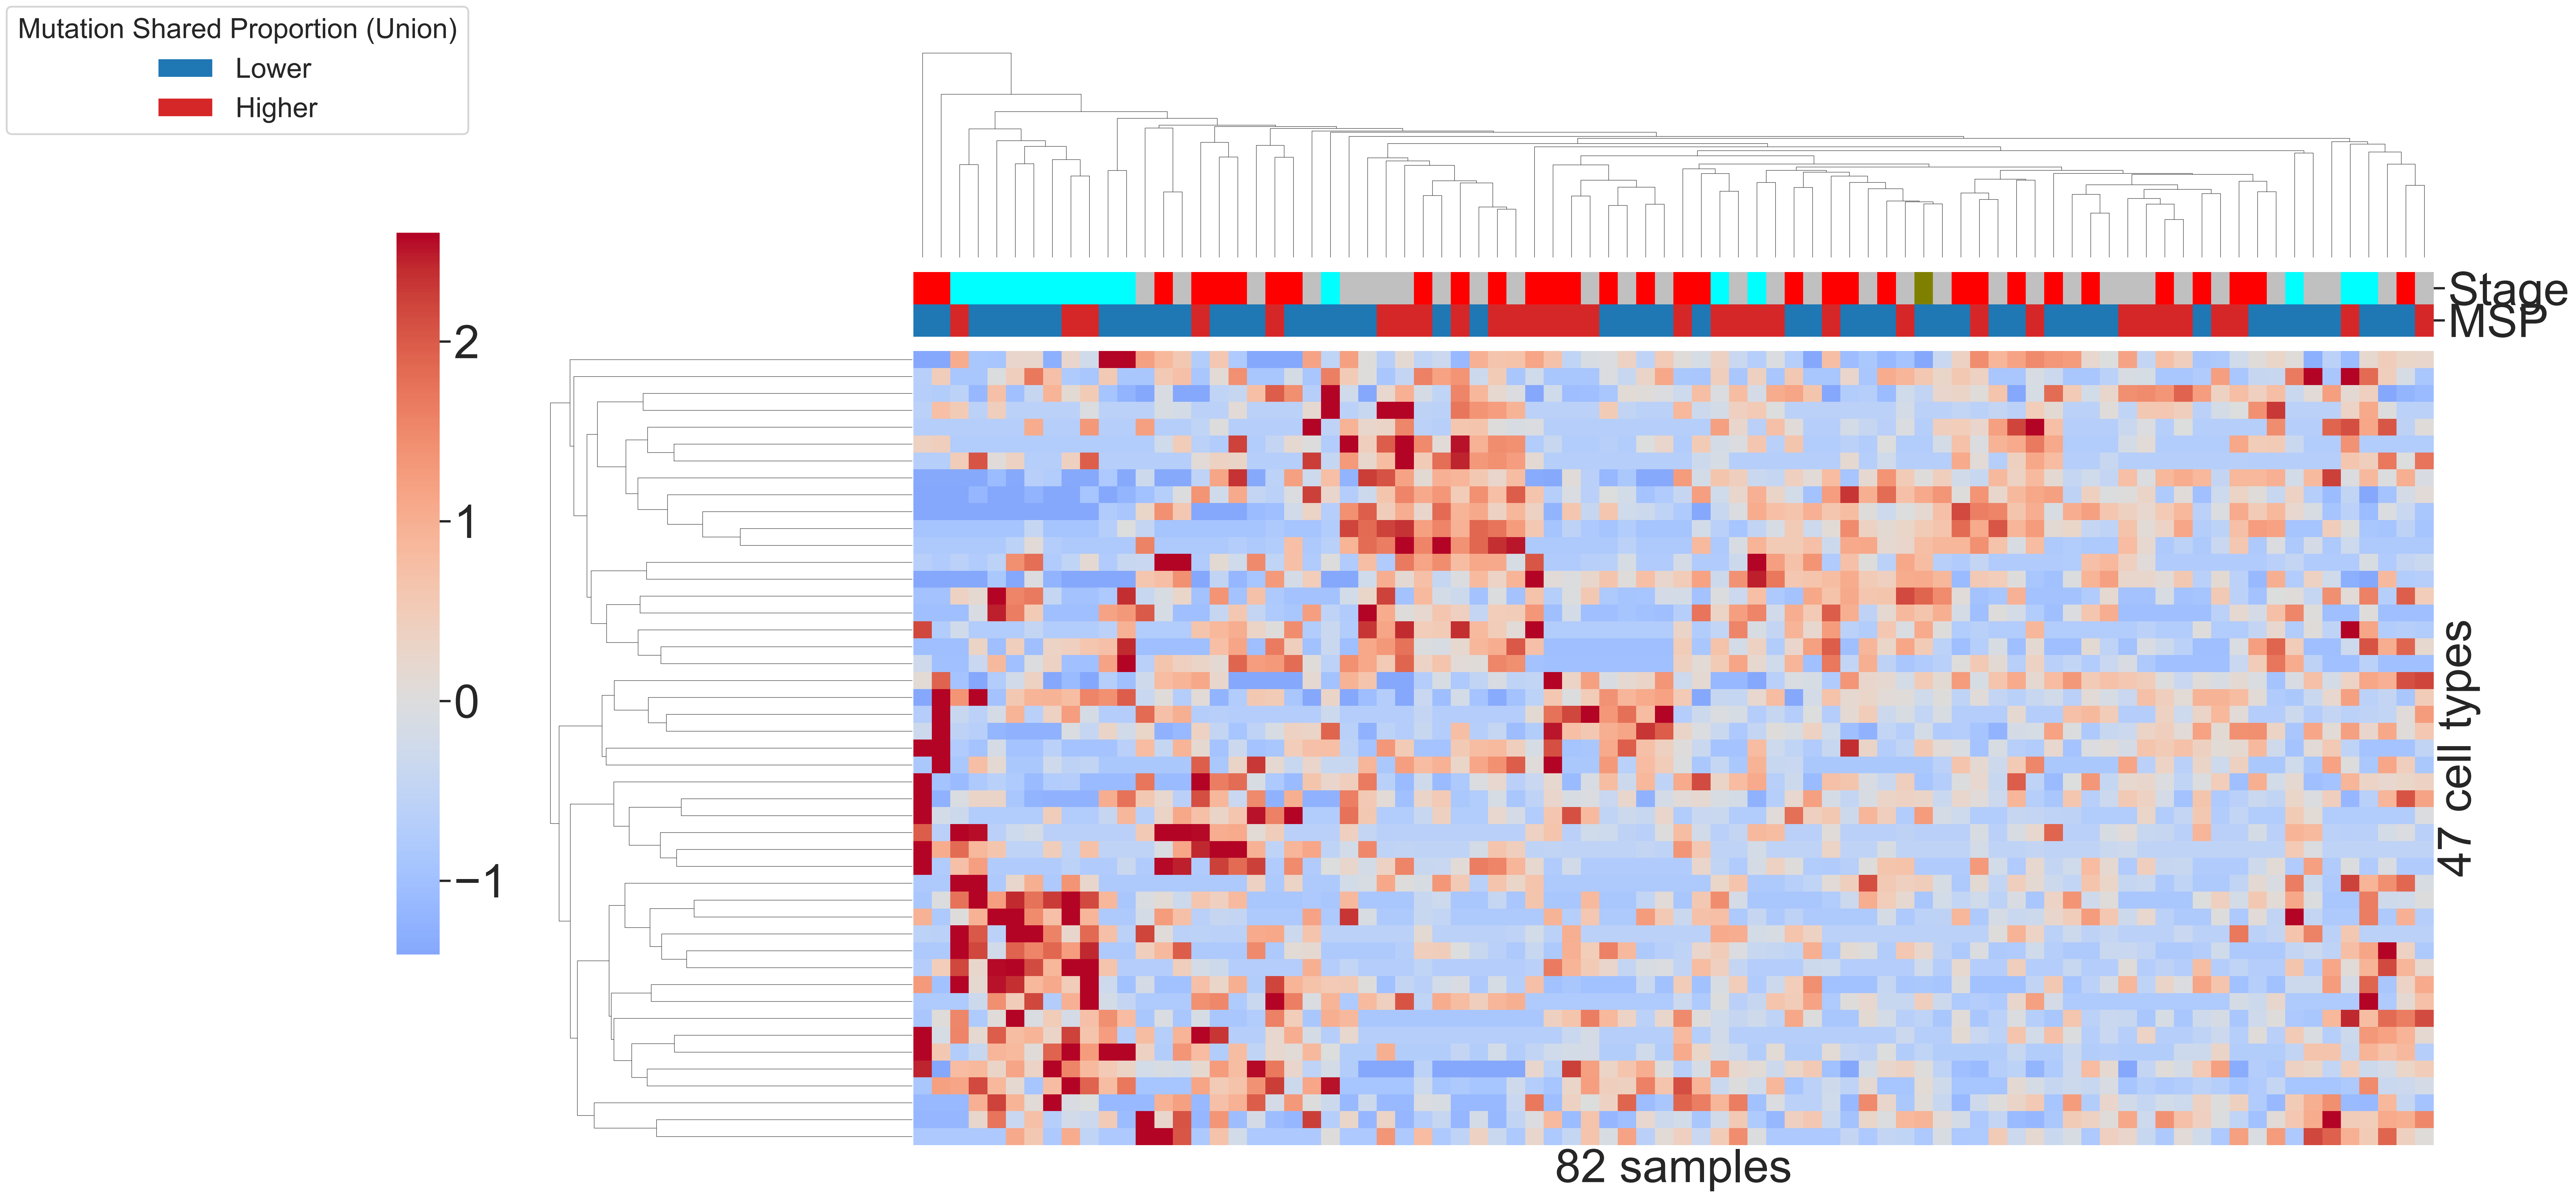 Mutation Shared Proportion (Union)
Lower
Higher
2
1
0
−1
Stage
MSP
47 cell types
82 samples